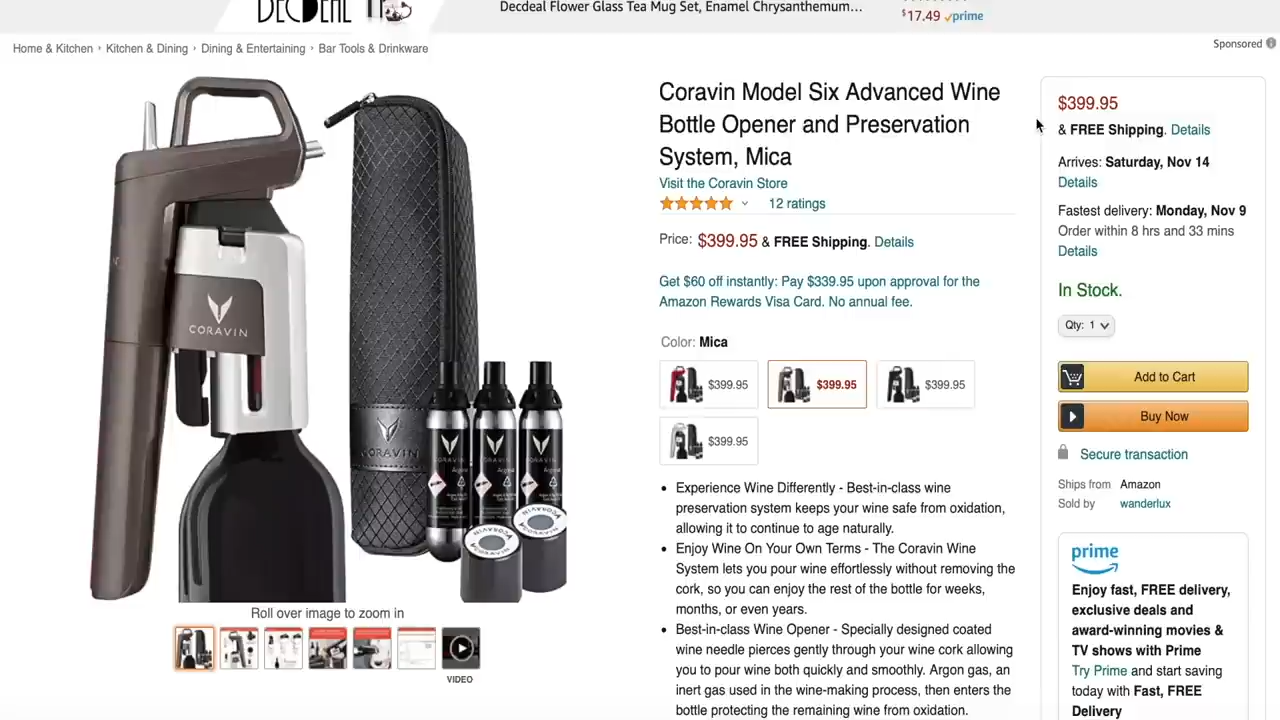 DECDEAL
Decdeal Flower Glass Tea Mug Set, Enamel Chrysanthemum…
$17.49 prime
Home & Kitchen › Kitchen & Dining › Dining & Entertaining › Bar Tools & Drinkware
Sponsored
Coravin Model Six Advanced Wine
Bottle Opener and Preservation
System, Mica
Visit the Coravin Store
12 ratings
Price: $399.95 & FREE Shipping. Details
Get $60 off instantly: Pay $339.95 upon approval for the
Amazon Rewards Visa Card. No annual fee.
Color: Mica
$399.95
$399.95
$399.95
$399.95
• Experience Wine Differently - Best-in-class wine
preservation system keeps your wine safe from oxidation,
allowing it to continue to age naturally.
• Enjoy Wine On Your Own Terms - The Coravin Wine
System lets you pour wine effortlessly without removing the
cork, so you can enjoy the rest of the bottle for weeks,
months, or even years.
• Best-in-class Wine Opener - Specially designed coated
wine needle pierces gently through your wine cork allowing
you to pour wine both quickly and smoothly. Argon gas, an
inert gas used in the wine-making process, then enters the
bottle protecting the remaining wine from oxidation.
CORAVIN
CORAVIN
Roll over image to zoom in
VIDEO
$399.95
& FREE Shipping. Details
Arrives: Saturday, Nov 14
Details
Fastest delivery: Monday, Nov 9
Order within 8 hrs and 33 mins
Details
In Stock.
Qty: 1
Add to Cart
Buy Now
Secure transaction
Ships from Amazon
Sold by wanderlux
prime
Enjoy fast, FREE delivery,
exclusive deals and
award-winning movies &
TV shows with Prime
Try Prime and start saving
today with Fast, FREE
Delivery